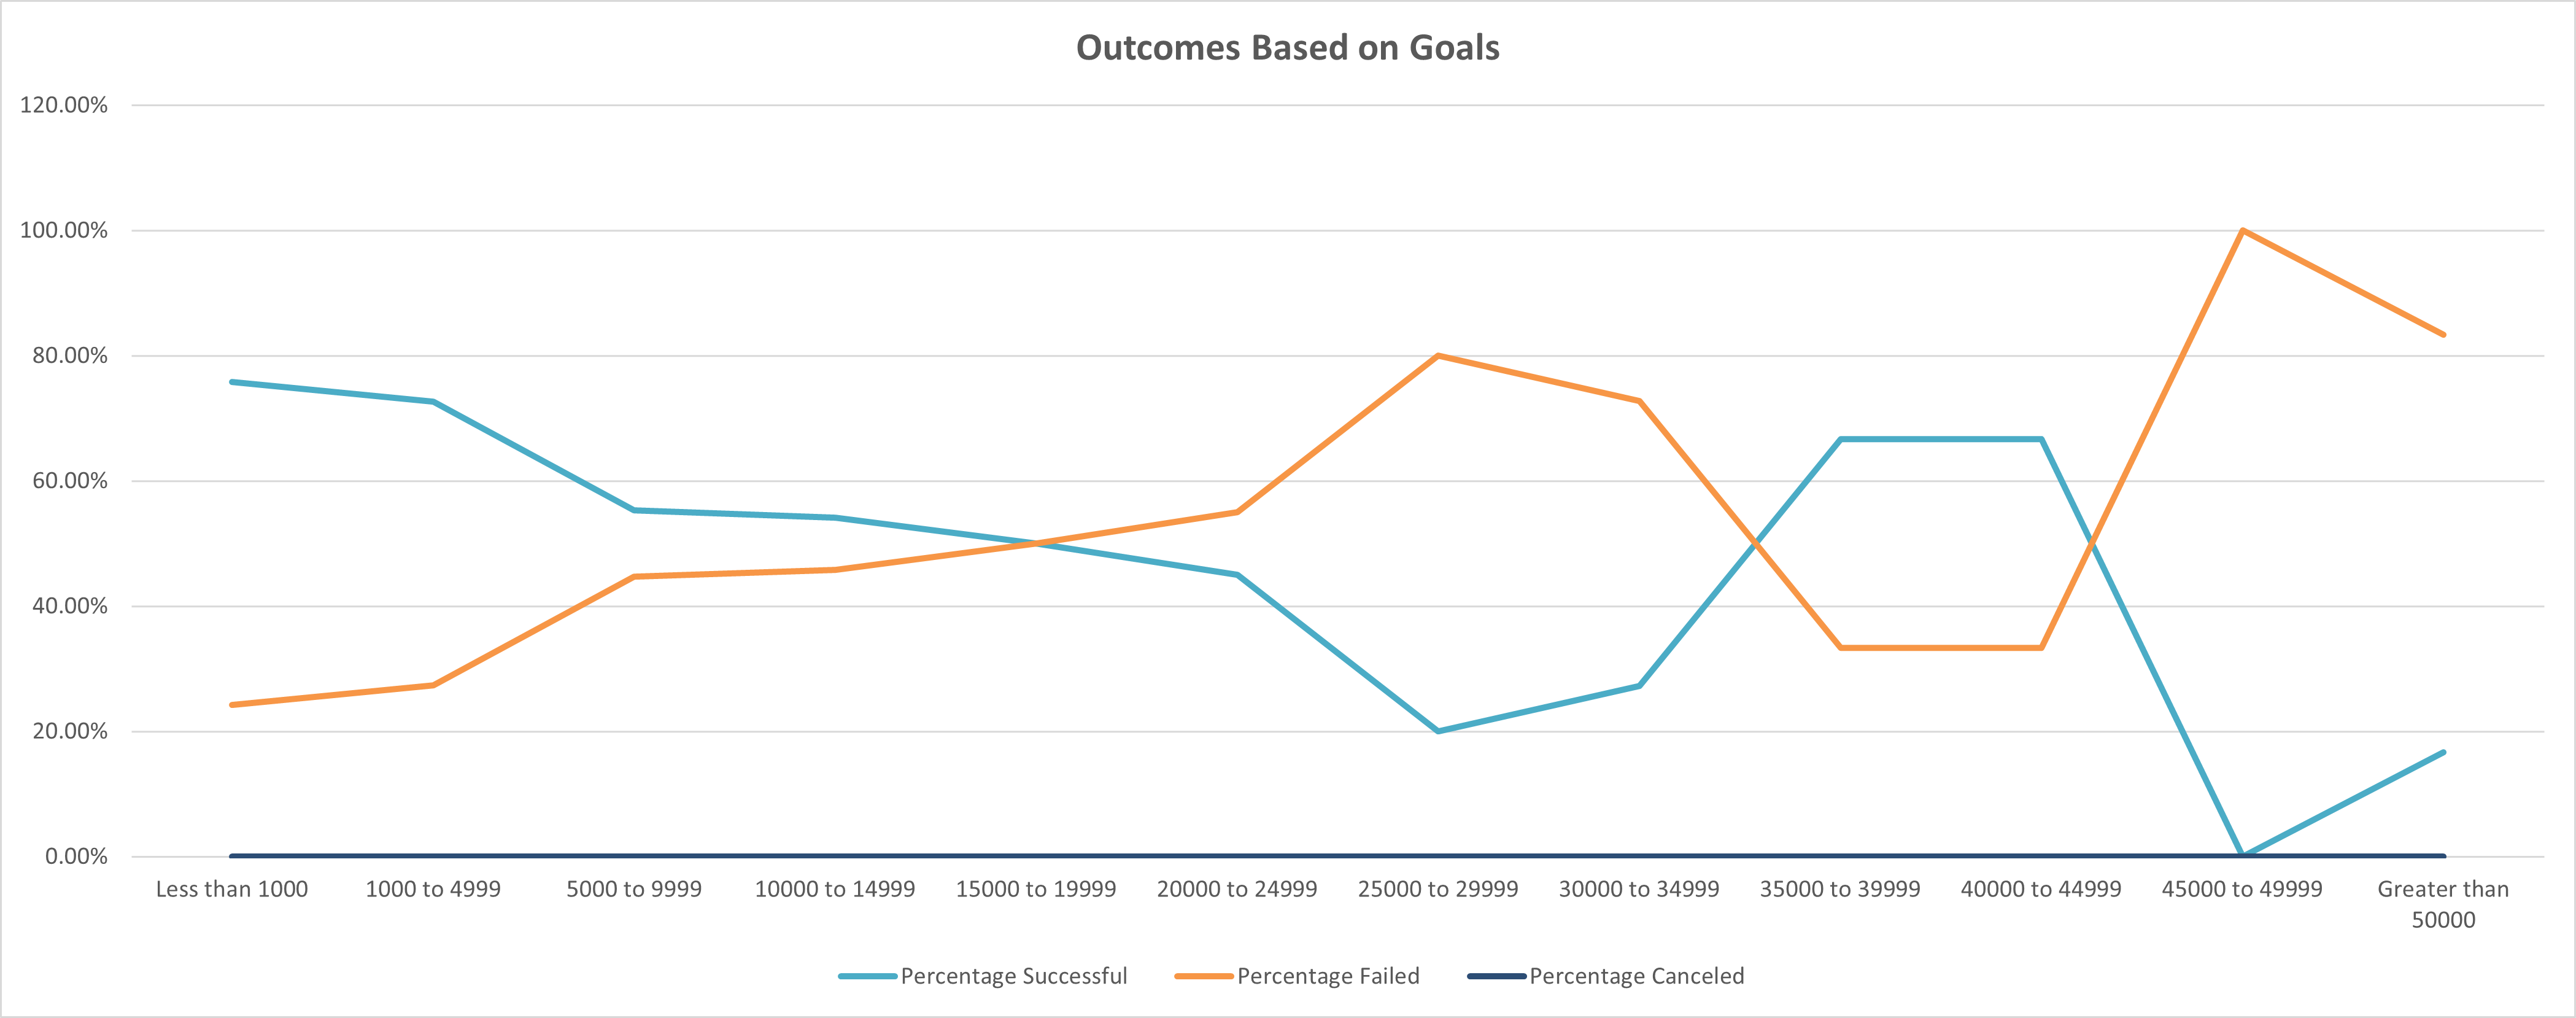 Outcomes Based on Goals
120.00%
100.00%
80.00%
60.00%
40.00%
20.00%
0.00%
Less than 1000 1000 to 4999 5000 to 9999 10000 to 14999 15000 to 19999 20000 to 24999 25000 to 29999 30000 to 34999 35000 to 39999 40000 to 44999 45000 to 49999 Greater than
50000
Percentage Successful Percentage Failed Percentage Canceled